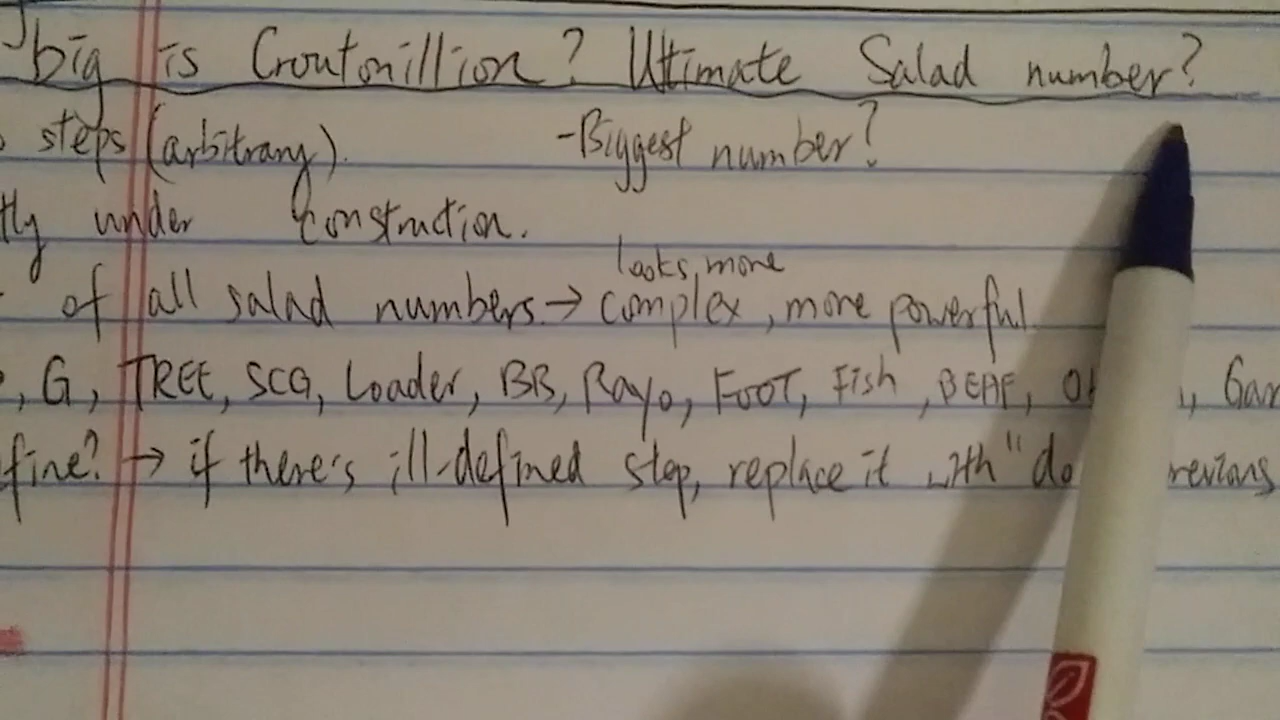 big is Croutonillion? Ultimate Salad number?
steps (arbitrary). -Biggest number?
tly under construction.
looks more
of all salad numbers. → complex, more powerful
, G, TREE, SCG, Loader, BB, Rayo, FOOT, Fish, BEAF, Gar
fine? → if there's ill-defined step, replace it with "do revious